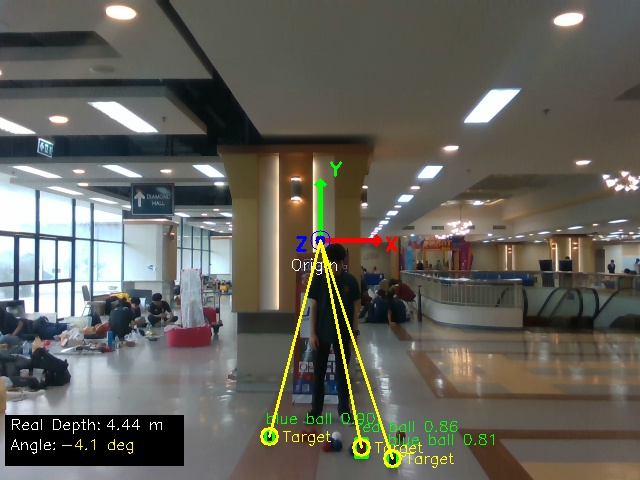 DIAMOND
HALL
Y
Z
X
Origin
blue ball 0.90
red ball 0.86
blue ball 0.81
Target
Target
Target
Real Depth: 4.44 m
Angle: -4.1 deg